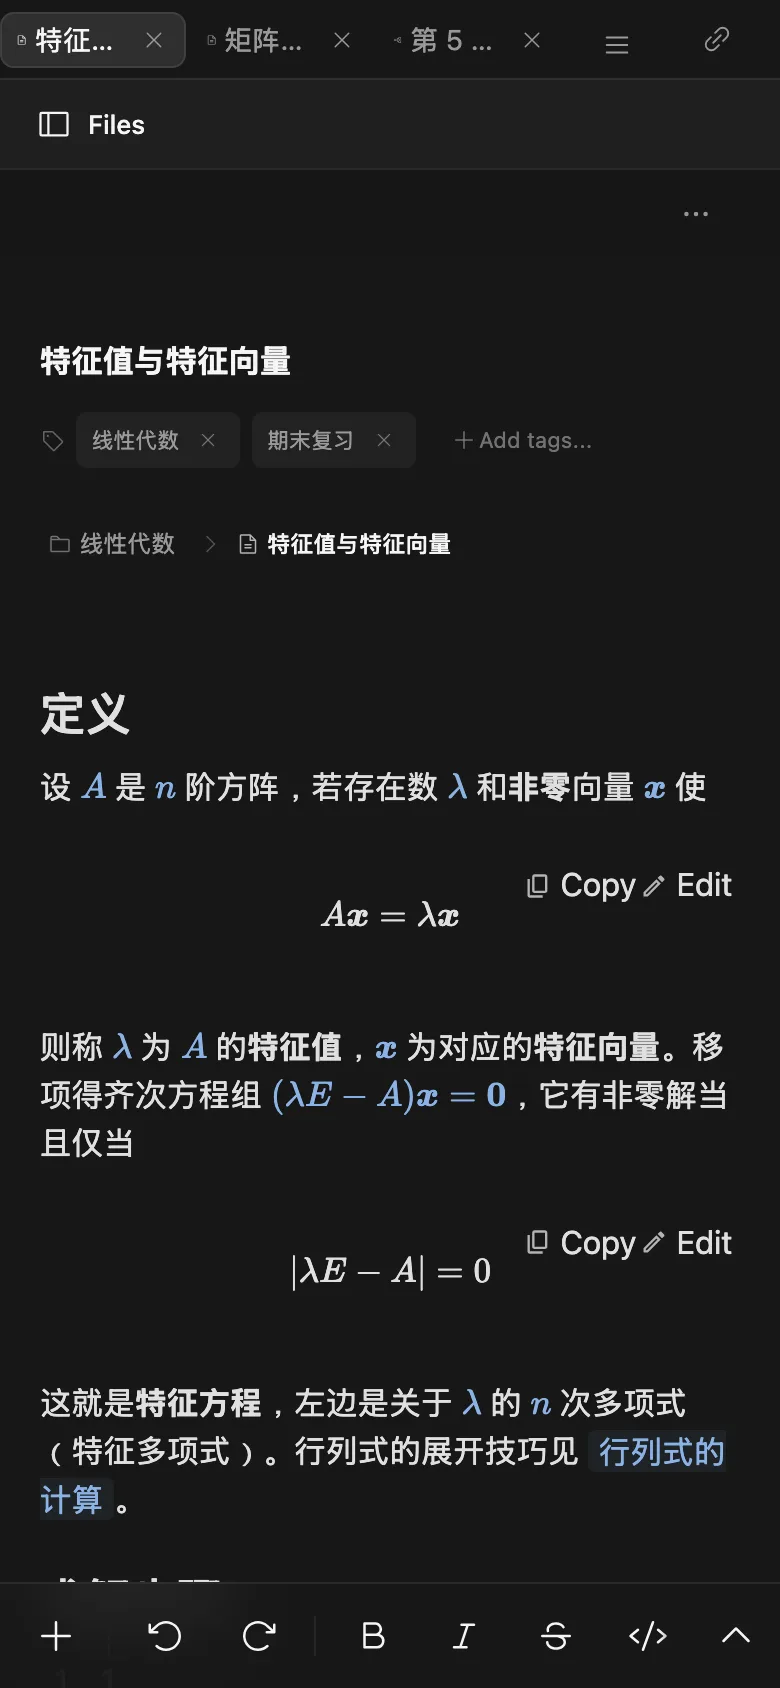 特征...
矩阵...
第 5 ...
Files
...
特征值与特征向量
线性代数
期末复习
+ Add tags...
线性代数 > 特征值与特征向量
定义
设 A 是 n 阶方阵，若存在数 λ 和非零向量 x 使
Copy Edit
Ax = λx
则称 λ 为 A 的特征值，x 为对应的特征向量。移
项得齐次方程组 (λE − A)x = 0，它有非零解当
且仅当
Copy Edit
|λE − A| = 0
这就是特征方程，左边是关于 λ 的 n 次多项式
（特征多项式）。行列式的展开技巧见 行列式的
计算 。
B I S </>